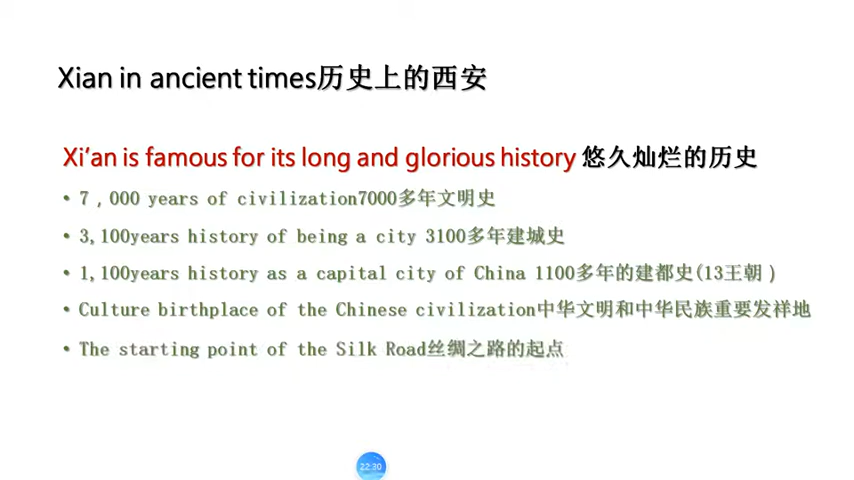 Xian in ancient times历史上的西安
Xi’an is famous for its long and glorious history 悠久灿烂的历史
• 7，000 years of civilization7000多年文明史
• 3,100years history of being a city 3100多年建城史
• 1,100years history as a capital city of China 1100多年的建都史(13王朝）
• Culture birthplace of the Chinese civilization中华文明和中华民族重要发祥地
• The starting point of the Silk Road丝绸之路的起点
22:30